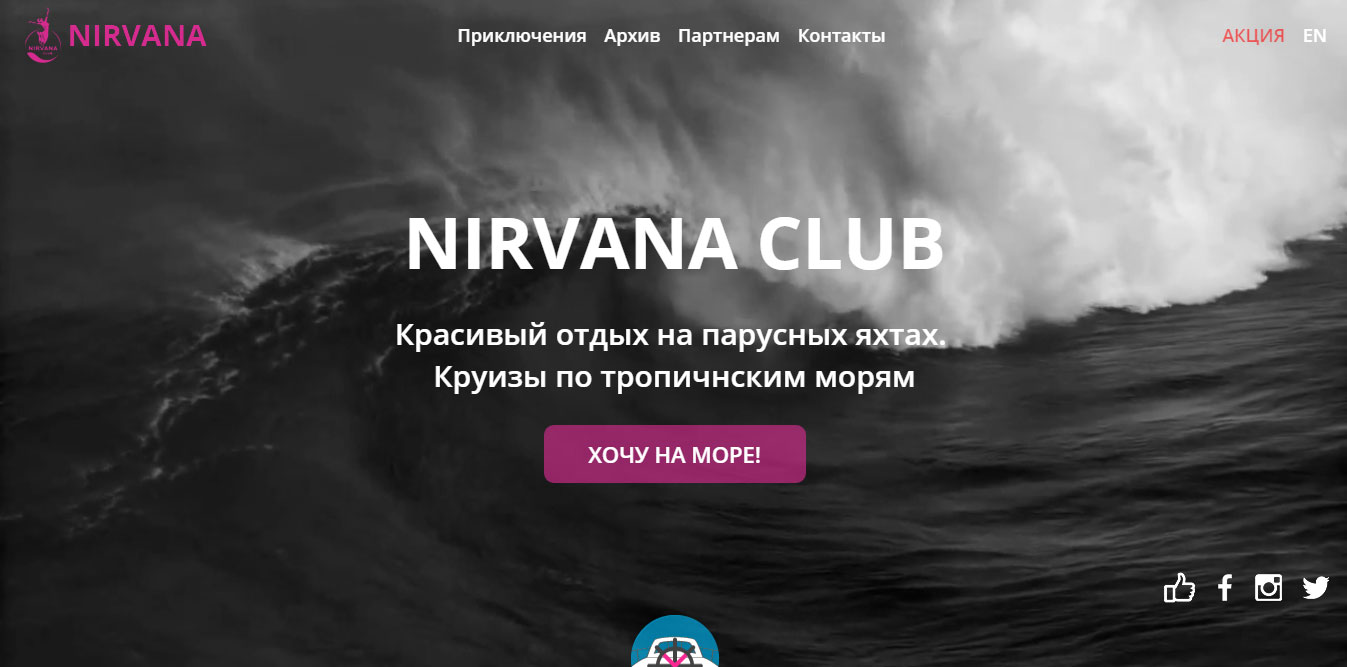 NIRVANA
NIRVANA
Приключения Архив Партнерам Контакты
АКЦИЯ EN
NIRVANA CLUB
Красивый отдых на парусных яхтах.
Круизы по тропичнским морям
ХОЧУ НА МОРЕ!